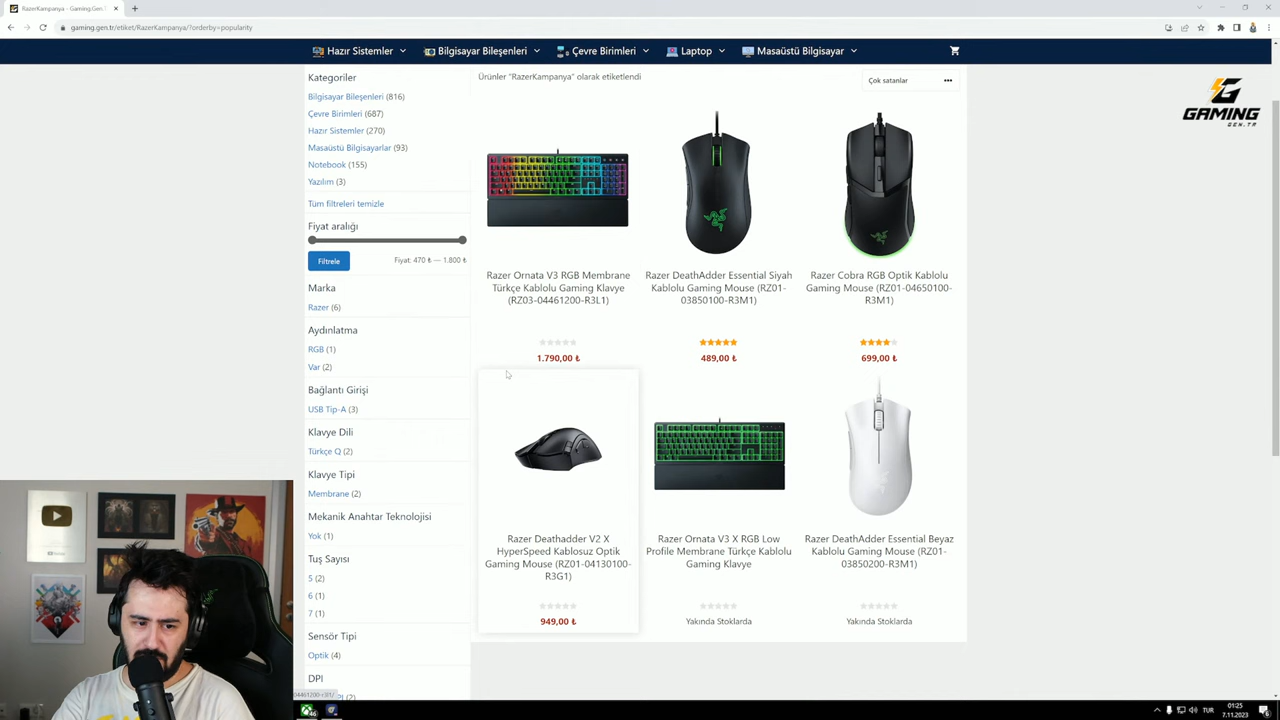 RazerKampanya - Gaming.Gen.
gaming.gen.tr/etiket/RazerKampanya/?orderby=popularity
Hazır Sistemler
Bilgisayar Bileşenleri
Çevre Birimleri
Laptop
Masaüstü Bilgisayar
Kategoriler
Bilgisayar Bileşenleri (816)
Çevre Birimleri (687)
Hazır Sistemler (270)
Masaüstü Bilgisayarlar (93)
Notebook (155)
Yazılım (3)
Tüm filtreleri temizle
Fiyat aralığı
Filtrele
Fiyat: 470 ₺ — 1.800 ₺
Marka
Razer (6)
Aydınlatma
RGB (1)
Var (2)
Bağlantı Girişi
USB Tip-A (3)
Klavye Dili
Türkçe Q (2)
Klavye Tipi
Membrane (2)
Mekanik Anahtar Teknolojisi
Yok (1)
Tuş Sayısı
5 (2)
6 (1)
7 (1)
Sensör Tipi
Optik (4)
DPI
Ürünler "RazerKampanya" olarak etiketlendi
Çok satanlar
GAMING
GEN.TR
Razer Ornata V3 RGB Membrane
Türkçe Kablolu Gaming Klavye
(RZ03-04461200-R3L1)
1.790,00 ₺
Razer DeathAdder Essential Siyah
Kablolu Gaming Mouse (RZ01-
03850100-R3M1)
489,00 ₺
Razer Cobra RGB Optik Kablolu
Gaming Mouse (RZ01-04650100-
R3M1)
699,00 ₺
Razer Deathadder V2 X
HyperSpeed Kablosuz Optik
Gaming Mouse (RZ01-04130100-
R3G1)
949,00 ₺
Razer Ornata V3 X RGB Low
Profile Membrane Türkçe Kablolu
Gaming Klavye
Yakında Stoklarda
Razer DeathAdder Essential Beyaz
Kablolu Gaming Mouse (RZ01-
03850200-R3M1)
Yakında Stoklarda
TUR
01:25
7.11.2023